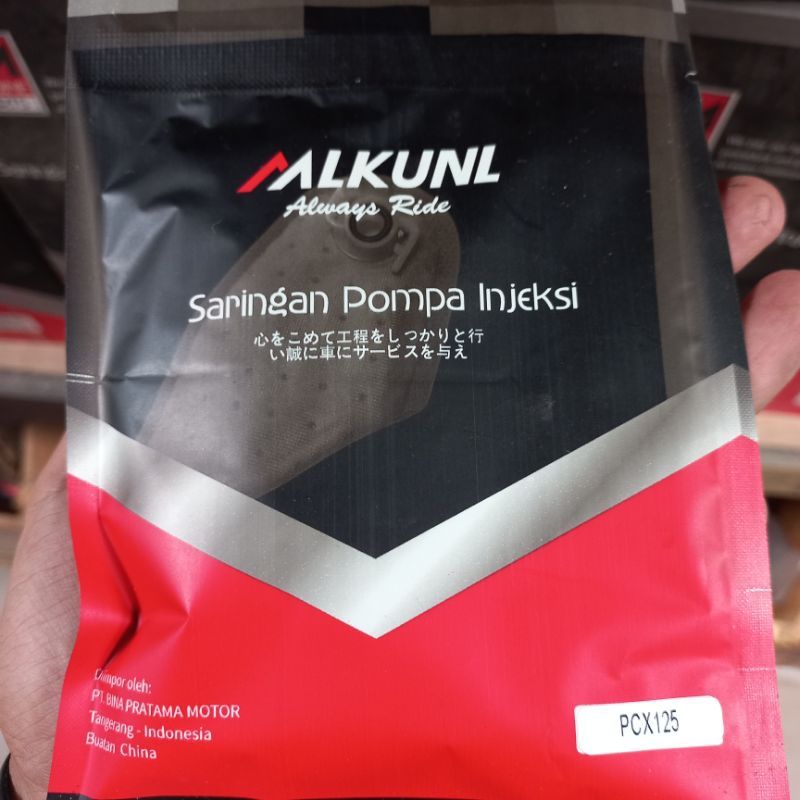 ALKUNL
Always Ride
Saringan Pompa Injeksi
心をこめて工程をしっかりと行
い誠に車にサービスを与え
Diimpor oleh:
PT. BINA PRATAMA MOTOR
Tangerang - Indonesia
Buatan China
PCX125